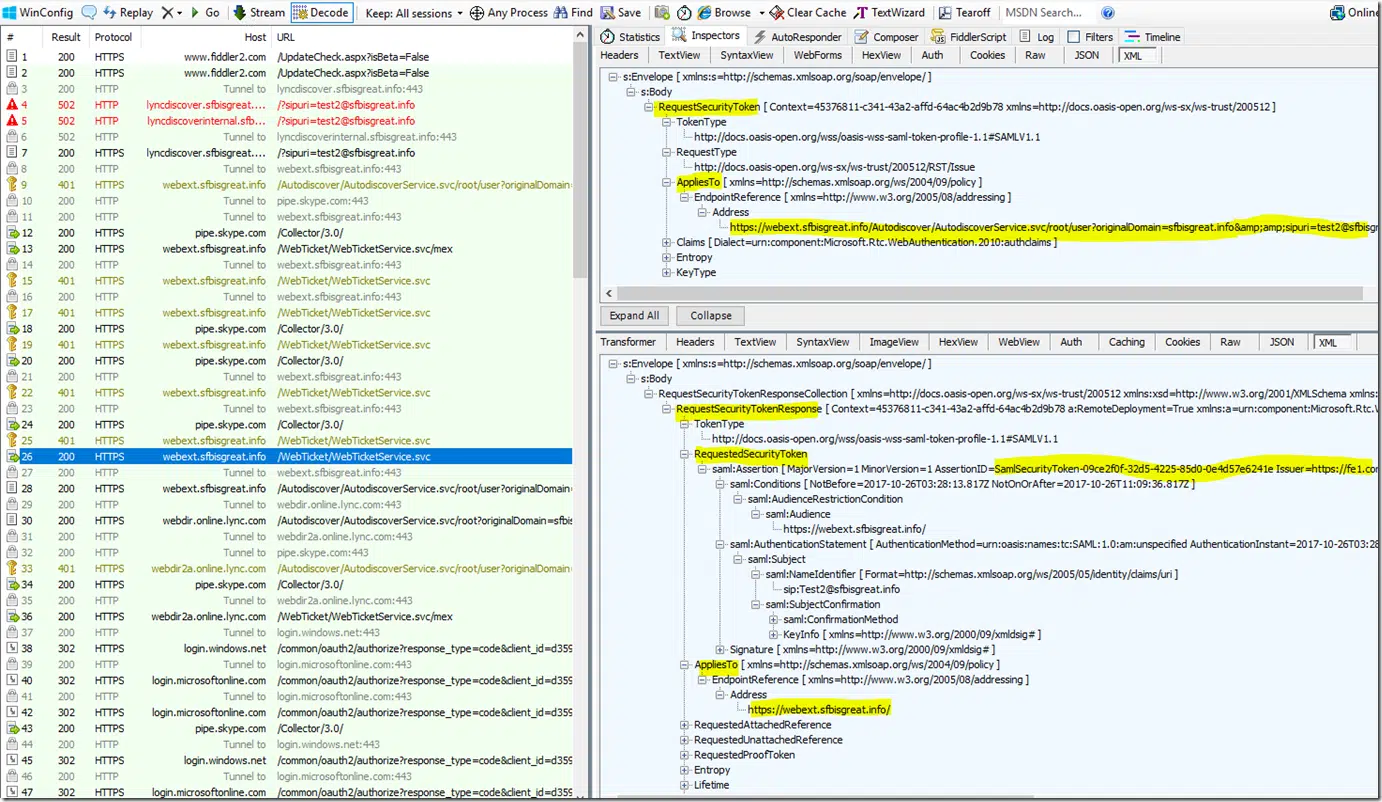 WinConfig Replay Go Stream Decode Keep: All sessions Any Process Find Save Browse Clear Cache TextWizard Tearoff MSDN Search... Online
# Result Protocol Host URL
1 200 HTTPS www.fiddler2.com /UpdateCheck.aspx?isBeta=False
2 200 HTTPS www.fiddler2.com /UpdateCheck.aspx?isBeta=False
3 200 HTTP Tunnel to lyncdiscover.sfbisgreat.info:443
4 502 HTTP lyncdiscover.sfbisgreat.... /?sipuri=test2@sfbisgreat.info
5 502 HTTP lyncdiscoverinternal.sfb... /?sipuri=test2@sfbisgreat.info
6 502 HTTP Tunnel to lyncdiscoverinternal.sfbisgreat.info:443
7 200 HTTPS lyncdiscover.sfbisgreat.... /?sipuri=test2@sfbisgreat.info
8 200 HTTP Tunnel to webext.sfbisgreat.info:443
9 401 HTTPS webext.sfbisgreat.info /Autodiscover/AutodiscoverService.svc/root/user?originalDomain=
10 200 HTTP Tunnel to pipe.skype.com:443
11 200 HTTP Tunnel to webext.sfbisgreat.info:443
12 200 HTTPS pipe.skype.com /Collector/3.0/
13 200 HTTPS webext.sfbisgreat.info /WebTicket/WebTicketService.svc/mex
14 200 HTTP Tunnel to webext.sfbisgreat.info:443
15 401 HTTPS webext.sfbisgreat.info /WebTicket/WebTicketService.svc
16 200 HTTP Tunnel to webext.sfbisgreat.info:443
17 401 HTTPS webext.sfbisgreat.info /WebTicket/WebTicketService.svc
18 200 HTTPS pipe.skype.com /Collector/3.0/
19 401 HTTPS webext.sfbisgreat.info /WebTicket/WebTicketService.svc
20 200 HTTPS pipe.skype.com /Collector/3.0/
21 200 HTTP Tunnel to webext.sfbisgreat.info:443
22 401 HTTPS webext.sfbisgreat.info /WebTicket/WebTicketService.svc
23 200 HTTP Tunnel to webext.sfbisgreat.info:443
24 200 HTTPS pipe.skype.com /Collector/3.0/
25 401 HTTPS webext.sfbisgreat.info /WebTicket/WebTicketService.svc
26 200 HTTPS webext.sfbisgreat.info /WebTicket/WebTicketService.svc
27 200 HTTP Tunnel to webext.sfbisgreat.info:443
28 200 HTTPS webext.sfbisgreat.info /Autodiscover/AutodiscoverService.svc/root/user?originalDomain=
29 200 HTTP Tunnel to webdir.online.lync.com:443
30 200 HTTPS webdir.online.lync.com /Autodiscover/AutodiscoverService.svc/root?originalDomain=sfbis
31 200 HTTP Tunnel to webdir2a.online.lync.com:443
32 200 HTTP Tunnel to pipe.skype.com:443
33 401 HTTPS webdir2a.online.lync.com /Autodiscover/AutodiscoverService.svc/root/user?originalDomain=
34 200 HTTPS pipe.skype.com /Collector/3.0/
35 200 HTTP Tunnel to webdir2a.online.lync.com:443
36 200 HTTPS webdir2a.online.lync.com /WebTicket/WebTicketService.svc/mex
37 200 HTTP Tunnel to login.windows.net:443
38 302 HTTPS login.windows.net /common/oauth2/authorize?response_type=code&client_id=d359
39 200 HTTP Tunnel to login.microsoftonline.com:443
40 302 HTTPS login.microsoftonline.com /common/oauth2/authorize?response_type=code&client_id=d359
41 200 HTTP Tunnel to login.microsoftonline.com:443
42 302 HTTPS login.microsoftonline.com /common/oauth2/authorize?response_type=code&client_id=d359
43 200 HTTPS pipe.skype.com /Collector/3.0/
44 200 HTTP Tunnel to login.windows.net:443
45 302 HTTPS login.windows.net /common/oauth2/authorize?response_type=code&client_id=d359
46 200 HTTP Tunnel to login.microsoftonline.com:443
47 302 HTTPS login.microsoftonline.com /common/oauth2/authorize?response_type=code&client_id=d359
Statistics Inspectors AutoResponder Composer FiddlerScript Log Filters Timeline
Headers TextView SyntaxView WebForms HexView Auth Cookies Raw JSON XML
s:Envelope [ xmlns:s=http://schemas.xmlsoap.org/soap/envelope/ ]
s:Body
RequestSecurityToken [ Context=45376811-c341-43a2-affd-64ac4b2d9b78 xmlns=http://docs.oasis-open.org/ws-sx/ws-trust/200512 ]
TokenType
http://docs.oasis-open.org/wss/oasis-wss-saml-token-profile-1.1#SAMLV1.1
RequestType
http://docs.oasis-open.org/ws-sx/ws-trust/200512/RST/Issue
AppliesTo [ xmlns=http://schemas.xmlsoap.org/ws/2004/09/policy ]
EndpointReference [ xmlns=http://www.w3.org/2005/08/addressing ]
Address
https://webext.sfbisgreat.info/Autodiscover/AutodiscoverService.svc/root/user?originalDomain=sfbisgreat.info&amp;amp;sipuri=test2@sfbisgr
Claims [ Dialect=urn:component:Microsoft.Rtc.WebAuthentication.2010:authclaims ]
Entropy
KeyType
Expand All Collapse
Transformer Headers TextView SyntaxView ImageView HexView WebView Auth Caching Cookies Raw JSON XML
s:Envelope [ xmlns:s=http://schemas.xmlsoap.org/soap/envelope/ ]
s:Body
RequestSecurityTokenResponseCollection [ xmlns=http://docs.oasis-open.org/ws-sx/ws-trust/200512 xmlns:xsd=http://www.w3.org/2001/XMLSchema xmlns:
RequestSecurityTokenResponse [ Context=45376811-c341-43a2-affd-64ac4b2d9b78 a:RemoteDeployment=True xmlns:a=urn:component:Microsoft.Rtc.
TokenType
http://docs.oasis-open.org/wss/oasis-wss-saml-token-profile-1.1#SAMLV1.1
RequestedSecurityToken
saml:Assertion [ MajorVersion=1 MinorVersion=1 AssertionID=SamlSecurityToken-09ce2f0f-32d5-4225-85d0-0e4d57e6241e Issuer=https://fe1.con
saml:Conditions [ NotBefore=2017-10-26T03:28:13.817Z NotOnOrAfter=2017-10-26T11:09:36.817Z ]
saml:AudienceRestrictionCondition
saml:Audience
https://webext.sfbisgreat.info/
saml:AuthenticationStatement [ AuthenticationMethod=urn:oasis:names:tc:SAML:1.0:am:unspecified AuthenticationInstant=2017-10-26T03:28
saml:Subject
saml:NameIdentifier [ Format=http://schemas.xmlsoap.org/ws/2005/05/identity/claims/uri ]
sip:Test2@sfbisgreat.info
saml:SubjectConfirmation
saml:ConfirmationMethod
KeyInfo [ xmlns=http://www.w3.org/2000/09/xmldsig# ]
Signature [ xmlns=http://www.w3.org/2000/09/xmldsig# ]
AppliesTo [ xmlns=http://schemas.xmlsoap.org/ws/2004/09/policy ]
EndpointReference [ xmlns=http://www.w3.org/2005/08/addressing ]
Address
https://webext.sfbisgreat.info/
RequestedAttachedReference
RequestedUnattachedReference
RequestedProofToken
Entropy
Lifetime